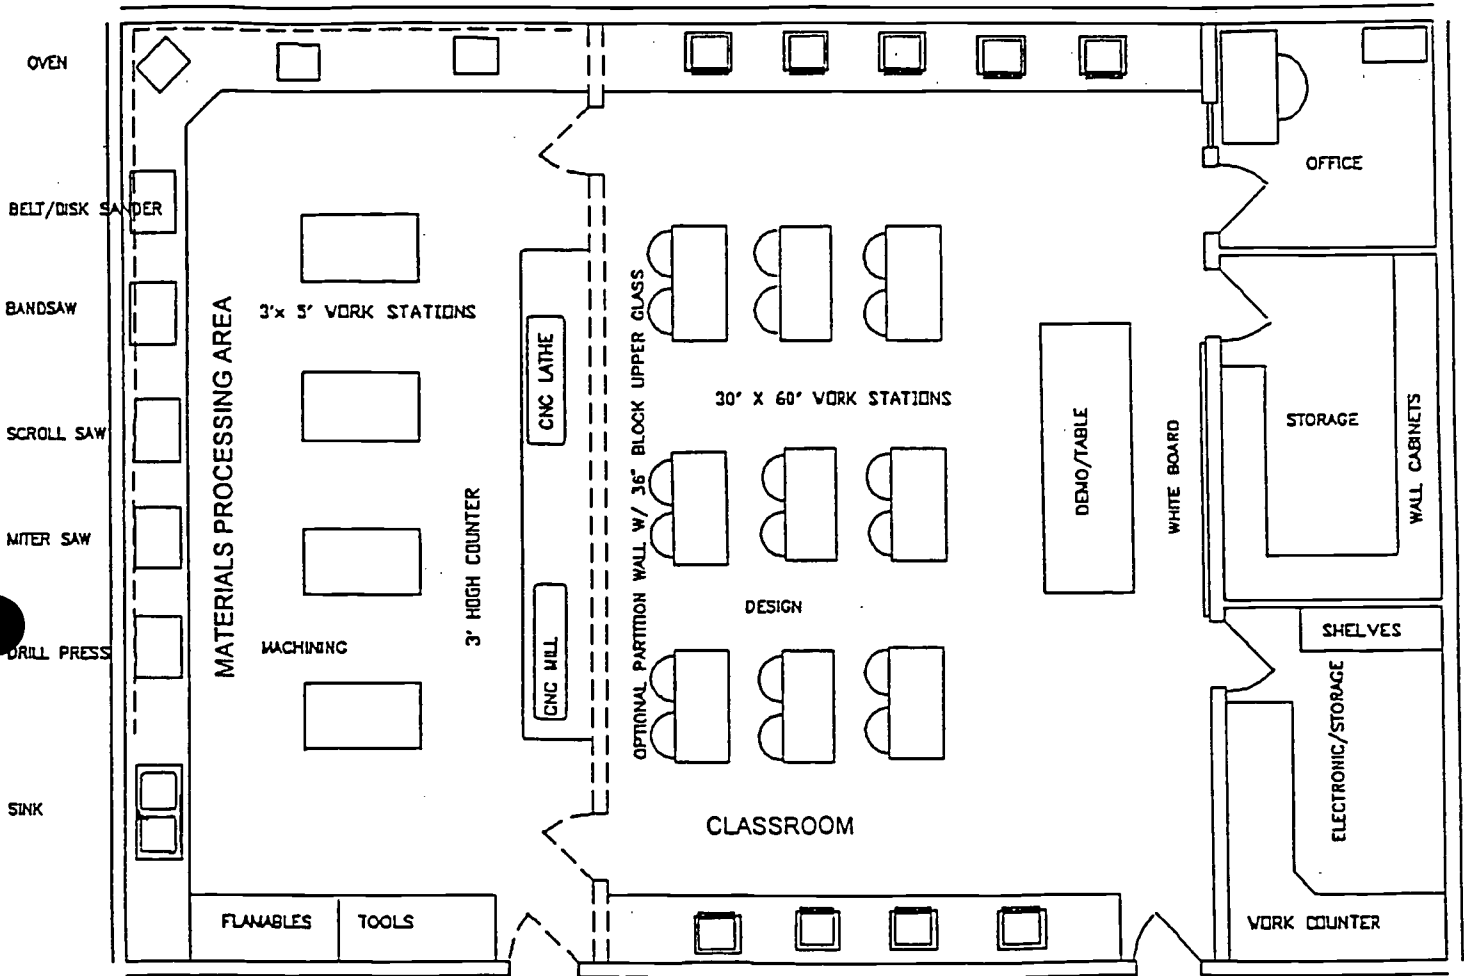 OVEN
OFFICE
BELT/DISK SANDER
BANDSAW
3'x 5' WORK STATIONS
MATERIALS PROCESSING AREA
CNC LATHE
OPTIONAL PARTITION WALL W/ 36" BLOCK UPPER GLASS
30" X 60" WORK STATIONS
DEMO/TABLE
WHITE BOARD
STORAGE
WALL CABINETS
SCROLL SAW
MITER SAW
3' HOGH COUNTER
DESIGN
DRILL PRESS
MACHINING
CNC MILL
SHELVES
ELECTRONIC/STORAGE
SINK
CLASSROOM
FLAMABLES
TOOLS
WORK COUNTER